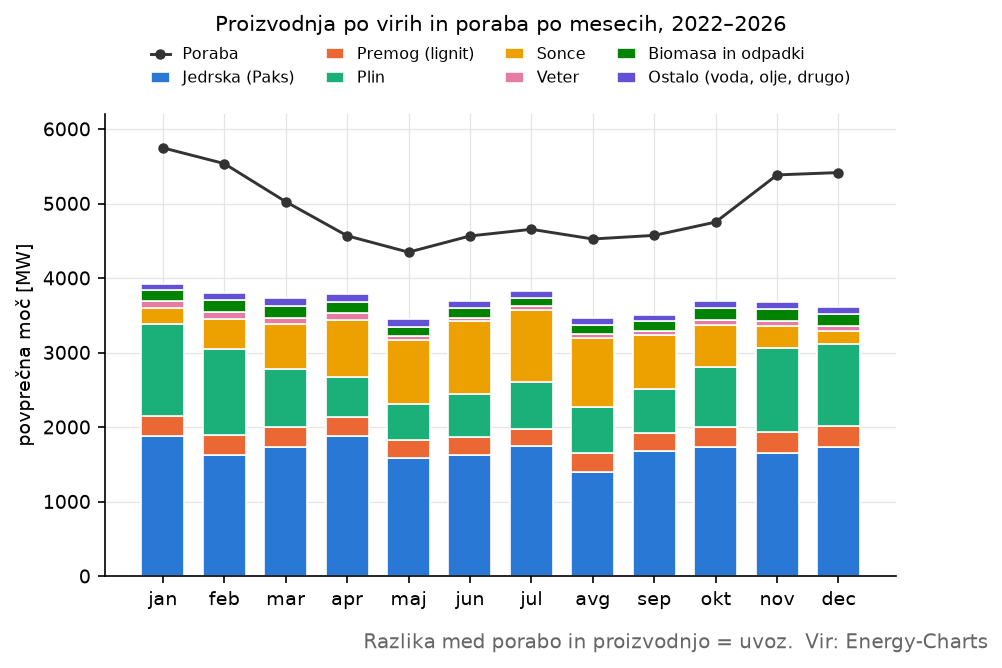 Proizvodnja po virih in poraba po mesecih, 2022–2026
Poraba
Premog (lignit)
Sonce
Biomasa in odpadki
Jedrska (Paks)
Plin
Veter
Ostalo (voda, olje, drugo)
povprečna moč [MW]
6000
5000
4000
3000
2000
1000
0
jan feb mar apr maj jun jul avg sep okt nov dec
Razlika med porabo in proizvodnjo = uvoz.  Vir: Energy-Charts